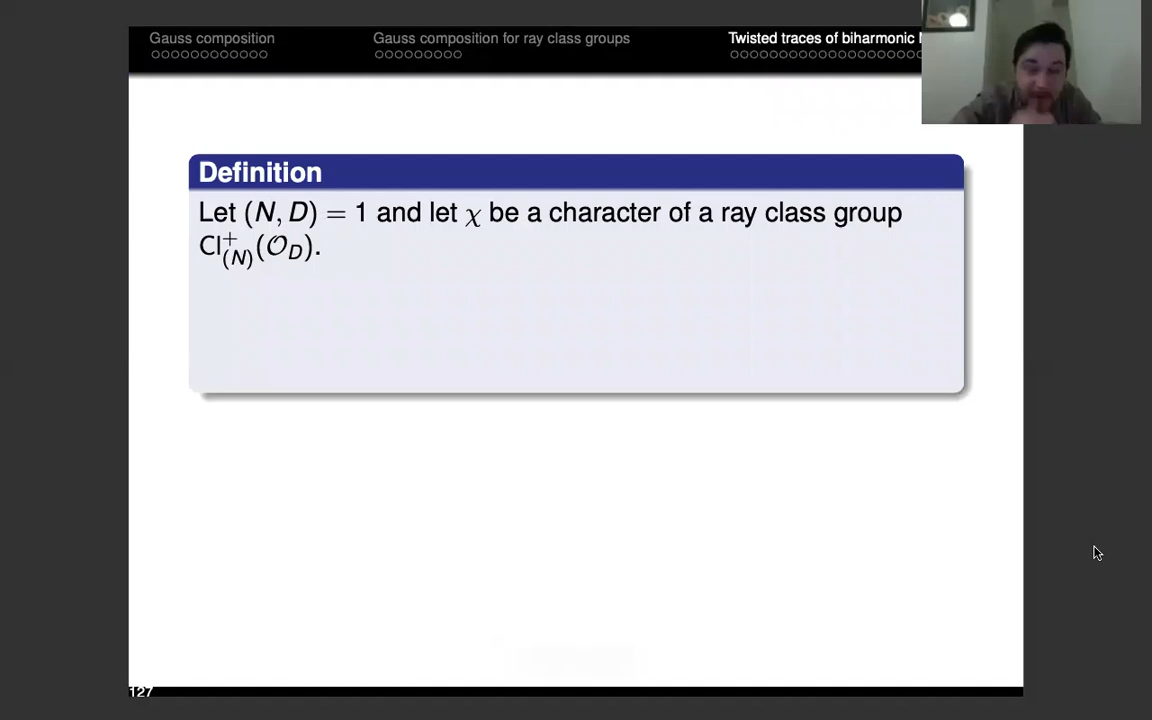 Gauss composition
Gauss composition for ray class groups
Twisted traces of biharmonic
Definition
Let (N, D) = 1 and let χ be a character of a ray class group
Cl⁺₍N₎(𝒪_D).
127